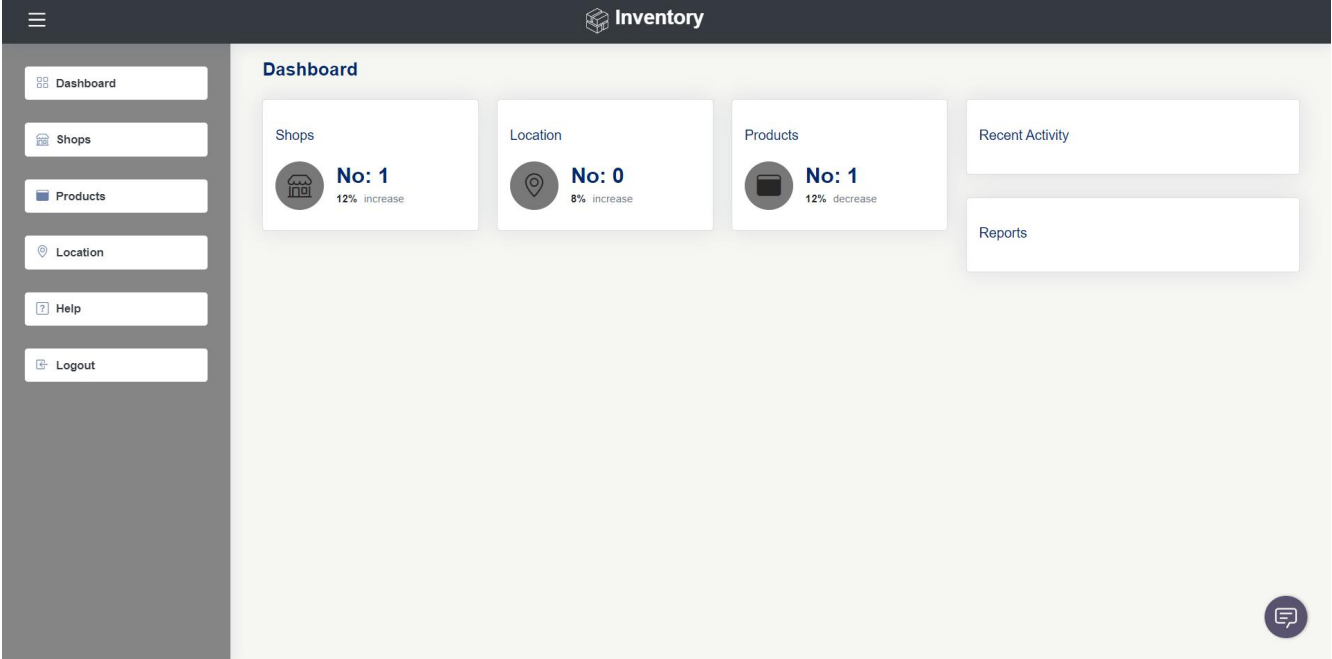 Inventory
Dashboard
Shops
Products
Location
? Help
Logout
Dashboard
Shops
No: 1
12% increase
Location
No: 0
8% increase
Products
No: 1
12% decrease
Recent Activity
Reports